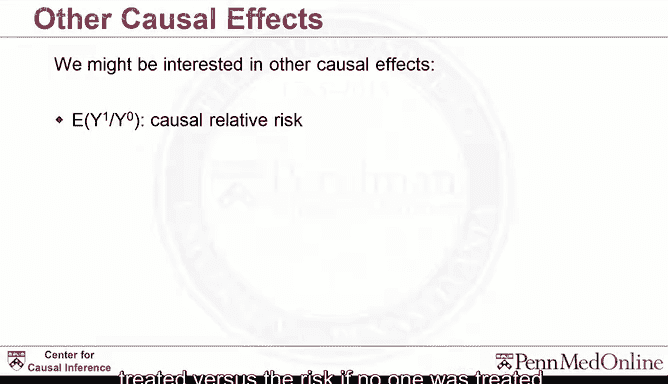 Other Causal Effects
We might be interested in other causal effects:
◆ E(Y¹/Y⁰): causal relative risk
Center for
Causal Inference
PennMedOnline
treated versus the risk if no one was treated